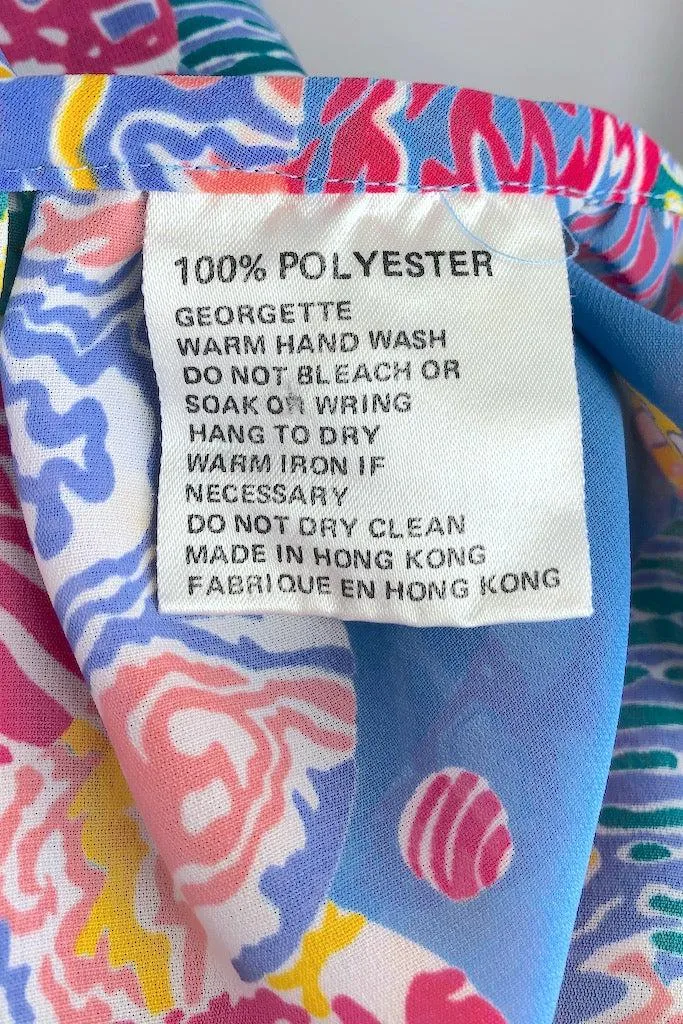 100% POLYESTER
GEORGETTE
WARM HAND WASH
DO NOT BLEACH OR
SOAK OR WRING
HANG TO DRY
WARM IRON IF
NECESSARY
DO NOT DRY CLEAN
MADE IN HONG KONG
FABRIQUE EN HONG KONG